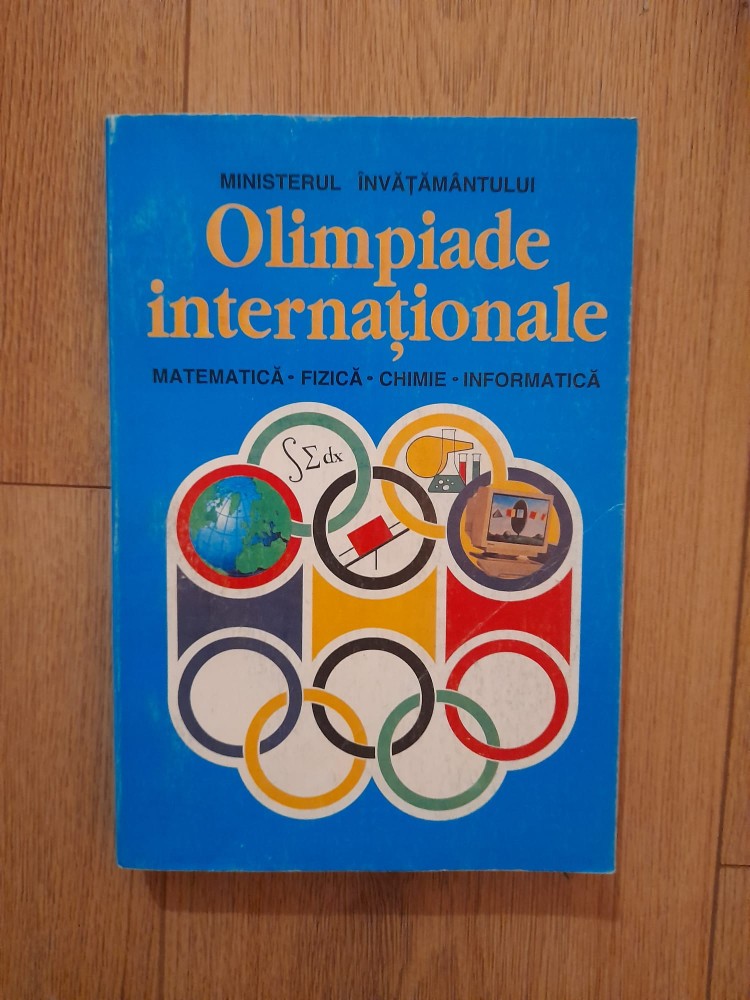 MINISTERUL ÎNVĂȚĂMÂNTULUI
Olimpiade
internaționale
MATEMATICĂ • FIZICĂ • CHIMIE • INFORMATICĂ
∫Σdx